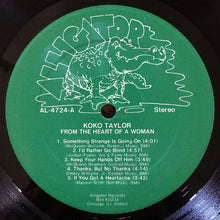 ALLIGATOR
AL-4724-A
Stereo
KOKO TAYLOR
FROM THE HEART OF A WOMAN
1. Something Strange Is Going On (4:01)
2. I'd Rather Go Blind (4:57)
3. Keep Your Hands Off Him (3:49)
4. Thanks, But No Thanks (4:14)
5. If You Got A Heartache (3:32)
Alligator Records
Box 60234
Chicago, IL 60660